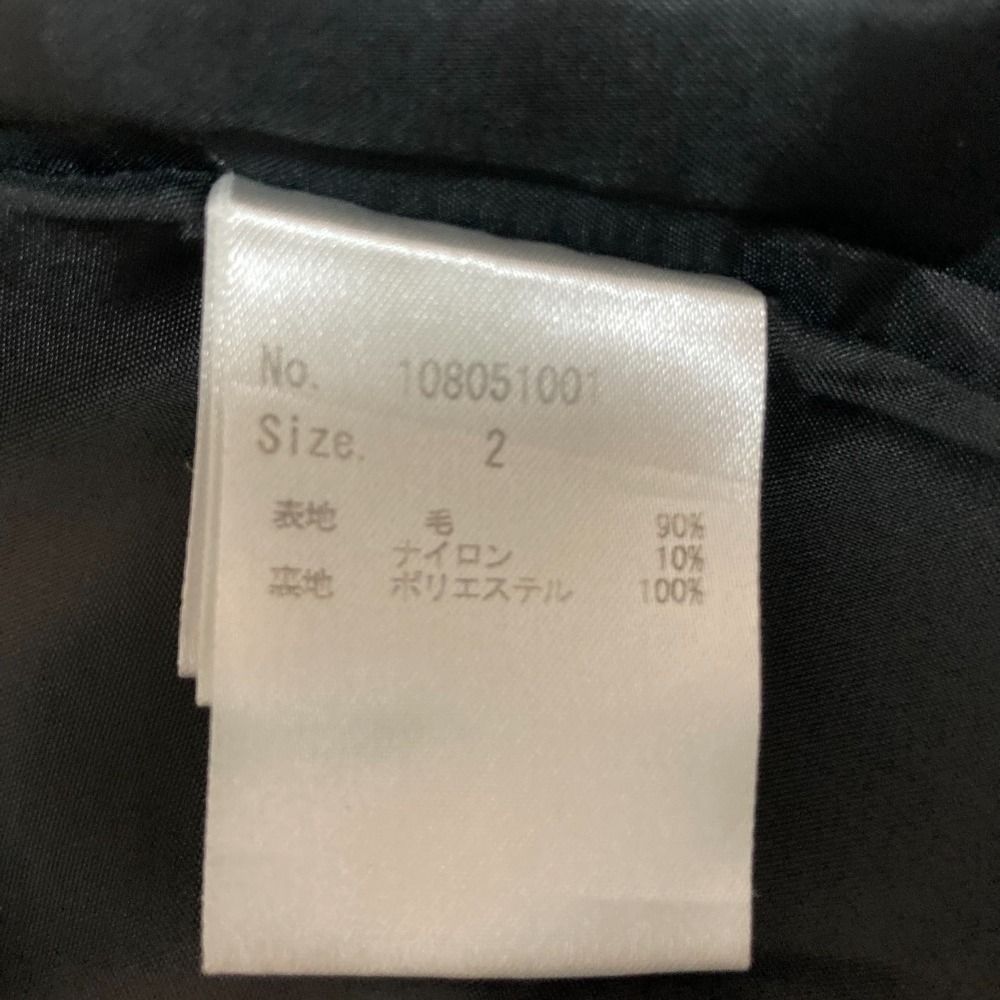 No. 108051001
Size. 2
表地 毛 90%
ナイロン 10%
裏地 ポリエステル 100%